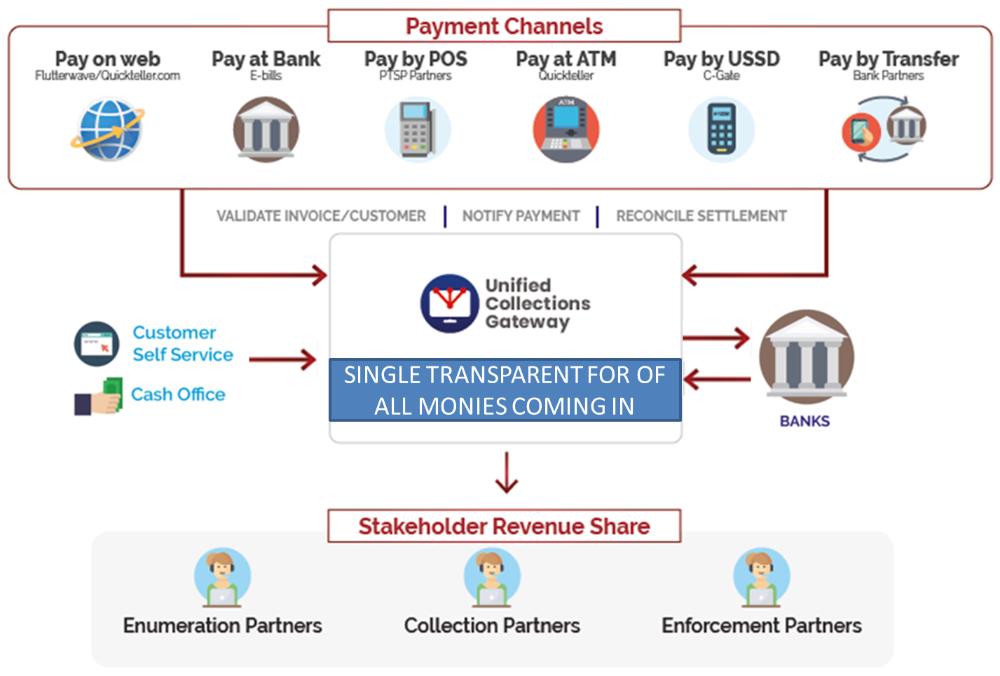 Payment Channels
Pay on web
Flutterwave/Quickteller.com
Pay at Bank
E-bills
Pay by POS
PTSP Partners
Pay at ATM
Quickteller
Pay by USSD
C-Gate
Pay by Transfer
Bank Partners
ATM
VALIDATE INVOICE/CUSTOMER
NOTIFY PAYMENT
RECONCILE SETTLEMENT
Unified
Collections
Gateway
Customer
Self Service
Cash Office
SINGLE TRANSPARENT FOR OF
ALL MONIES COMING IN
BANKS
Stakeholder Revenue Share
Enumeration Partners
Collection Partners
Enforcement Partners